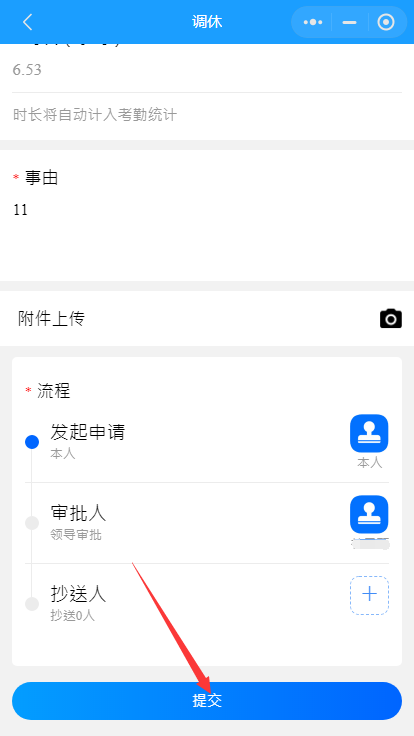 调休
6.53
时长将自动计入考勤统计
* 事由
11
附件上传
* 流程
发起申请
本人
本人
审批人
领导审批
抄送人
抄送0人
提交